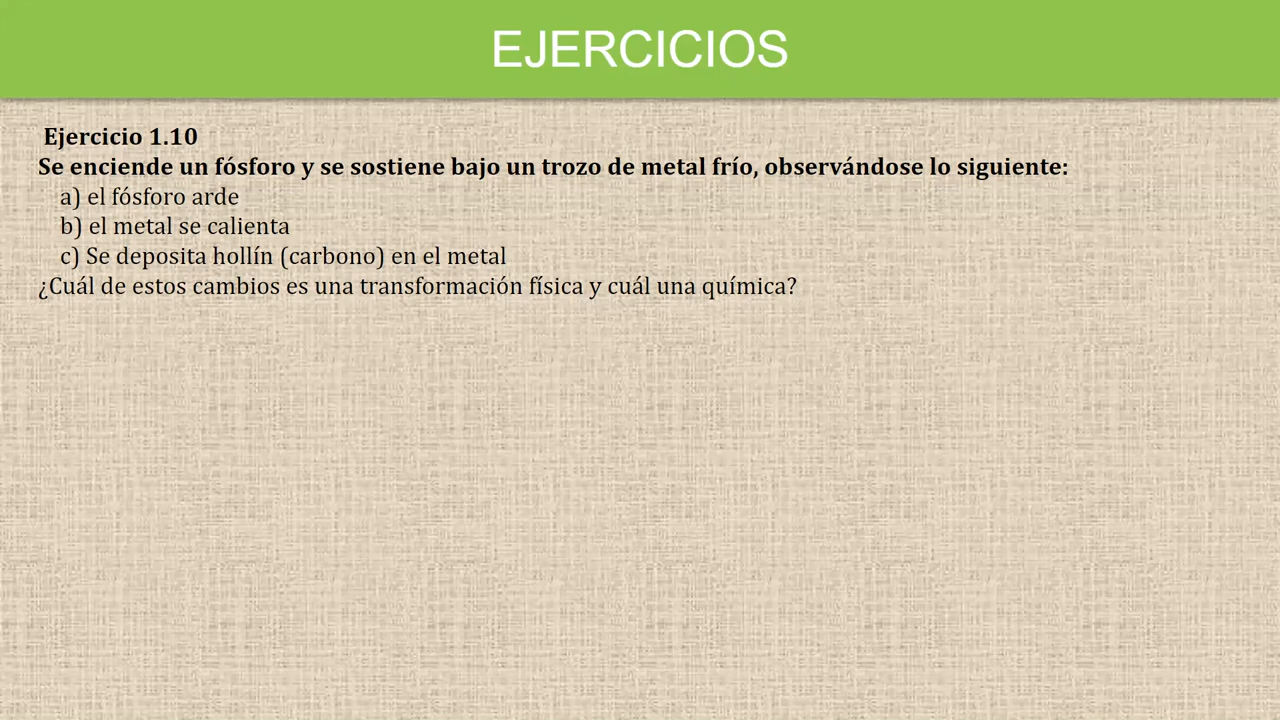 EJERCICIOS
Ejercicio 1.10
Se enciende un fósforo y se sostiene bajo un trozo de metal frío, observándose lo siguiente:
a) el fósforo arde
b) el metal se calienta
c) Se deposita hollín (carbono) en el metal
¿Cuál de estos cambios es una transformación física y cuál una química?